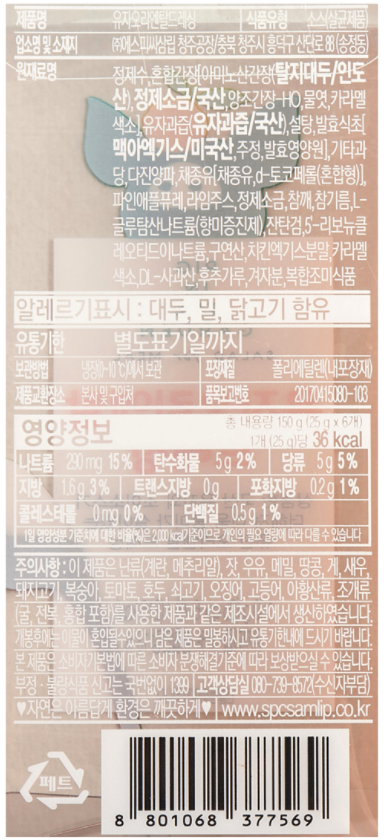 제품명 유자오리엔탈드레싱 식품유형 소스(살균제품)
업소명 및 소재지 ㈜에스피씨삼립 청주공장/충북 청주시 흥덕구 산단로 88 (송정동)
원재료명 정제수, 혼합간장[아미노산간장(탈지대두/인도
산), 정제소금/국산, 양조간장-HO, 물엿, 카라멜
색소], 유자과즙(유자과즙/국산), 설탕, 발효식초[
맥아엑기스/미국산, 주정, 발효영양원], 기타과
당, 다진양파, 채종유[채종유, d-토코페롤(혼합형)],
파인애플퓨레, 라임주스, 정제소금, 참깨, 참기름, L-
글루탐산나트륨(향미증진제), 잔탄검, 5'-리보뉴클
레오티드이나트륨, 구연산, 치킨엑기스분말, 카라멜
색소, DL-사과산, 후추가루, 겨자분, 복합조미식품
알레르기표시 : 대두, 밀, 닭고기 함유
유통기한 별도표기일까지
보관방법 냉장(0~10℃)에서 보관 포장재질 폴리에틸렌(내포장재)
제품교환장소 본사 및 구입처 품목보고번호 20170415080-103
영양정보 총 내용량 150 g (25 g x 6개)
1개 (25 g)당 36 kcal
나트륨 290 mg 15 % 탄수화물 5 g 2 % 당류 5 g 5 %
지방 1.6 g 3 % 트랜스지방 0 g 포화지방 0.2 g 1 %
콜레스테롤 0 mg 0 % 단백질 0.5 g 1 %
1일 영양성분 기준치에 대한 비율(%)은 2,000 kcal 기준이므로 개인의 필요 열량에 따라 다를 수 있습니다
주의사항 : 이 제품은 난류(계란, 메추리알), 잣, 우유, 메밀, 땅콩, 게, 새우,
돼지고기, 복숭아, 토마토, 호두, 쇠고기, 오징어, 고등어, 아황산류, 조개류
(굴, 전복, 홍합 포함)를 사용한 제품과 같은 제조시설에서 생산하였습니다.
개봉후에는 이물이 혼입될수있으니 남은 제품은 밀봉하시고 유통기한내에 드시기 바랍니다.
본 제품은 소비자기본법에 따른 소비자 분쟁해결기준에 따라 보상받으실 수 있습니다.
부정·불량식품 신고는 국번없이 1399 고객상담실 080-739-8572(수신자부담)
♥자연은 아름답게 환경은 깨끗하게♥ www.spcsamlip.co.kr
페트
8 801068 377569